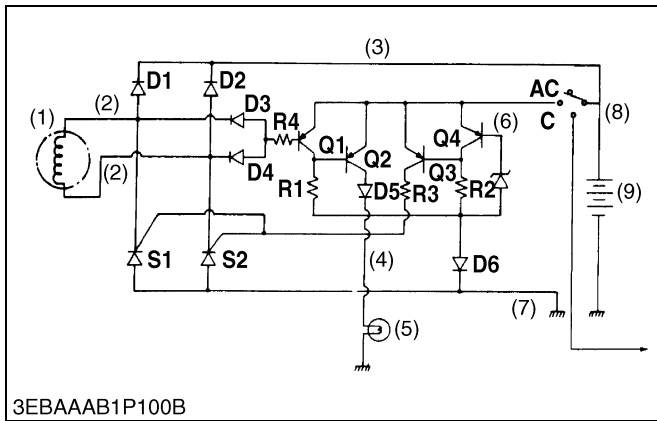 (3)
D1 D2 AC
(2) D3 (8)
(1) R4 Q4 (6) C
Q1
(2) D4 Q2 Q3
R1 D5 R3 R2 (9)
S1 S2 (4) D6
(7)
(5)
3EBAAAB1P100B